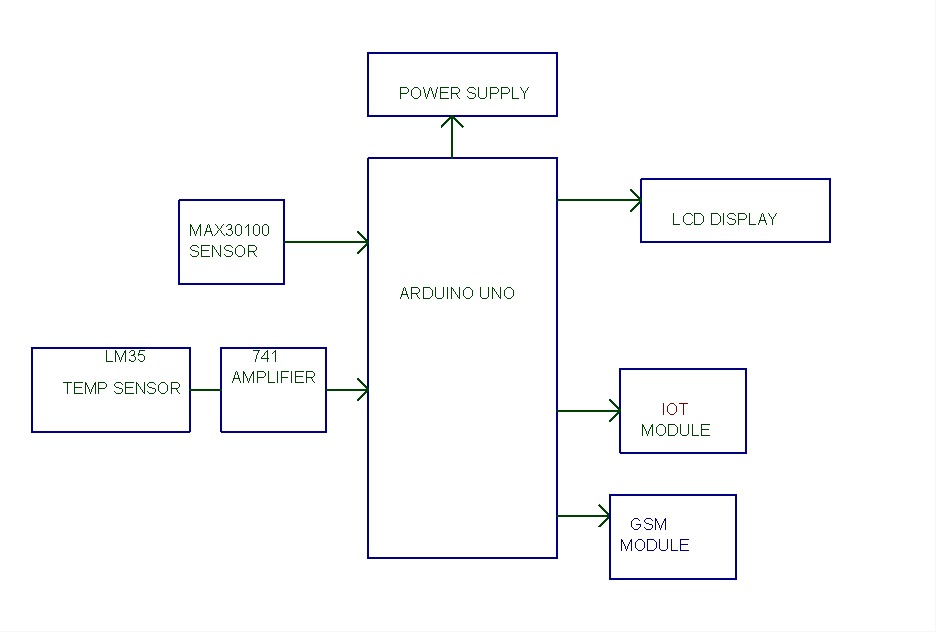 POWER SUPPLY
MAX30100
SENSOR
LCD DISPLAY
ARDUINO UNO
LM35
TEMP SENSOR
741
AMPLIFIER
IOT
MODULE
GSM
MODULE